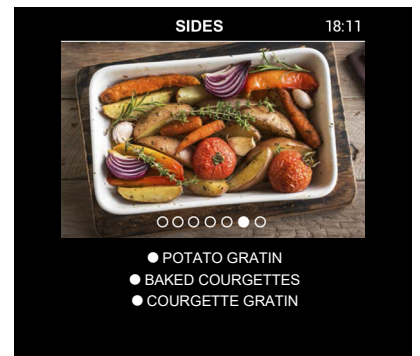 SIDES 18:11
POTATO GRATIN
BAKED COURGETTES
COURGETTE GRATIN